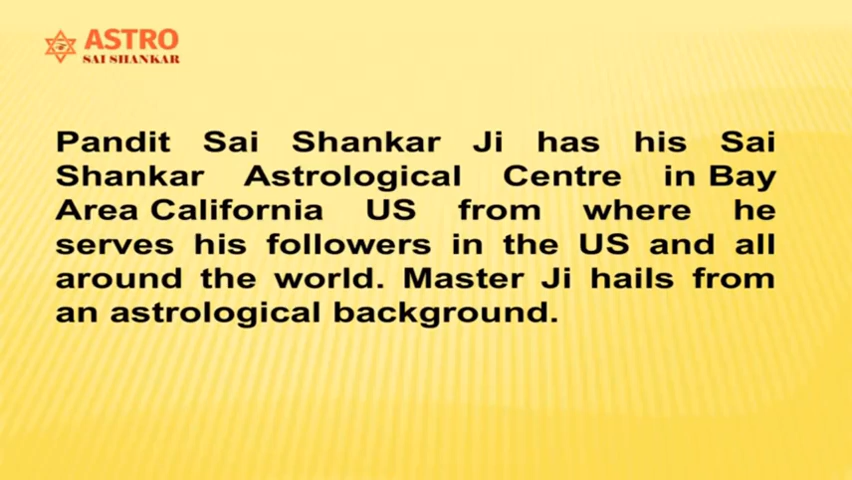 ASTRO
SAI SHANKAR
Pandit Sai Shankar Ji has his Sai
Shankar Astrological Centre in Bay
Area California US from where he
serves his followers in the US and all
around the world. Master Ji hails from
an astrological background.